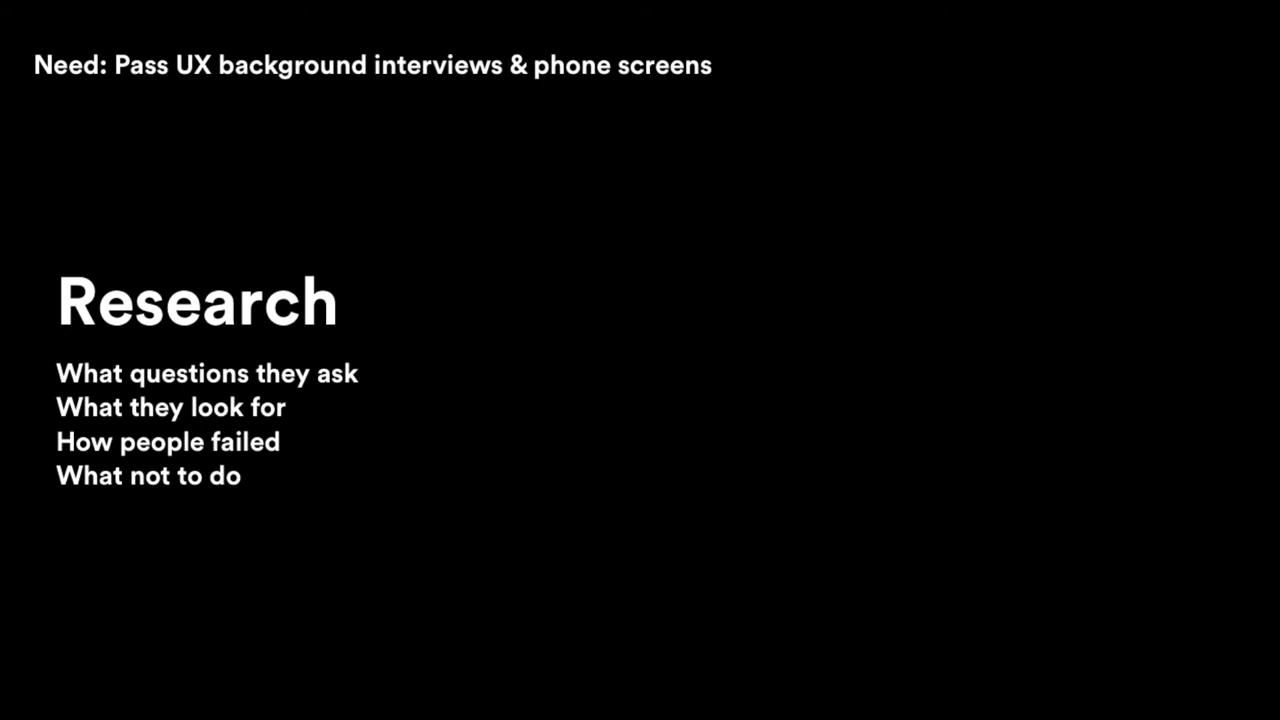 Need: Pass UX background interviews & phone screens
Research
What questions they ask
What they look for
How people failed
What not to do